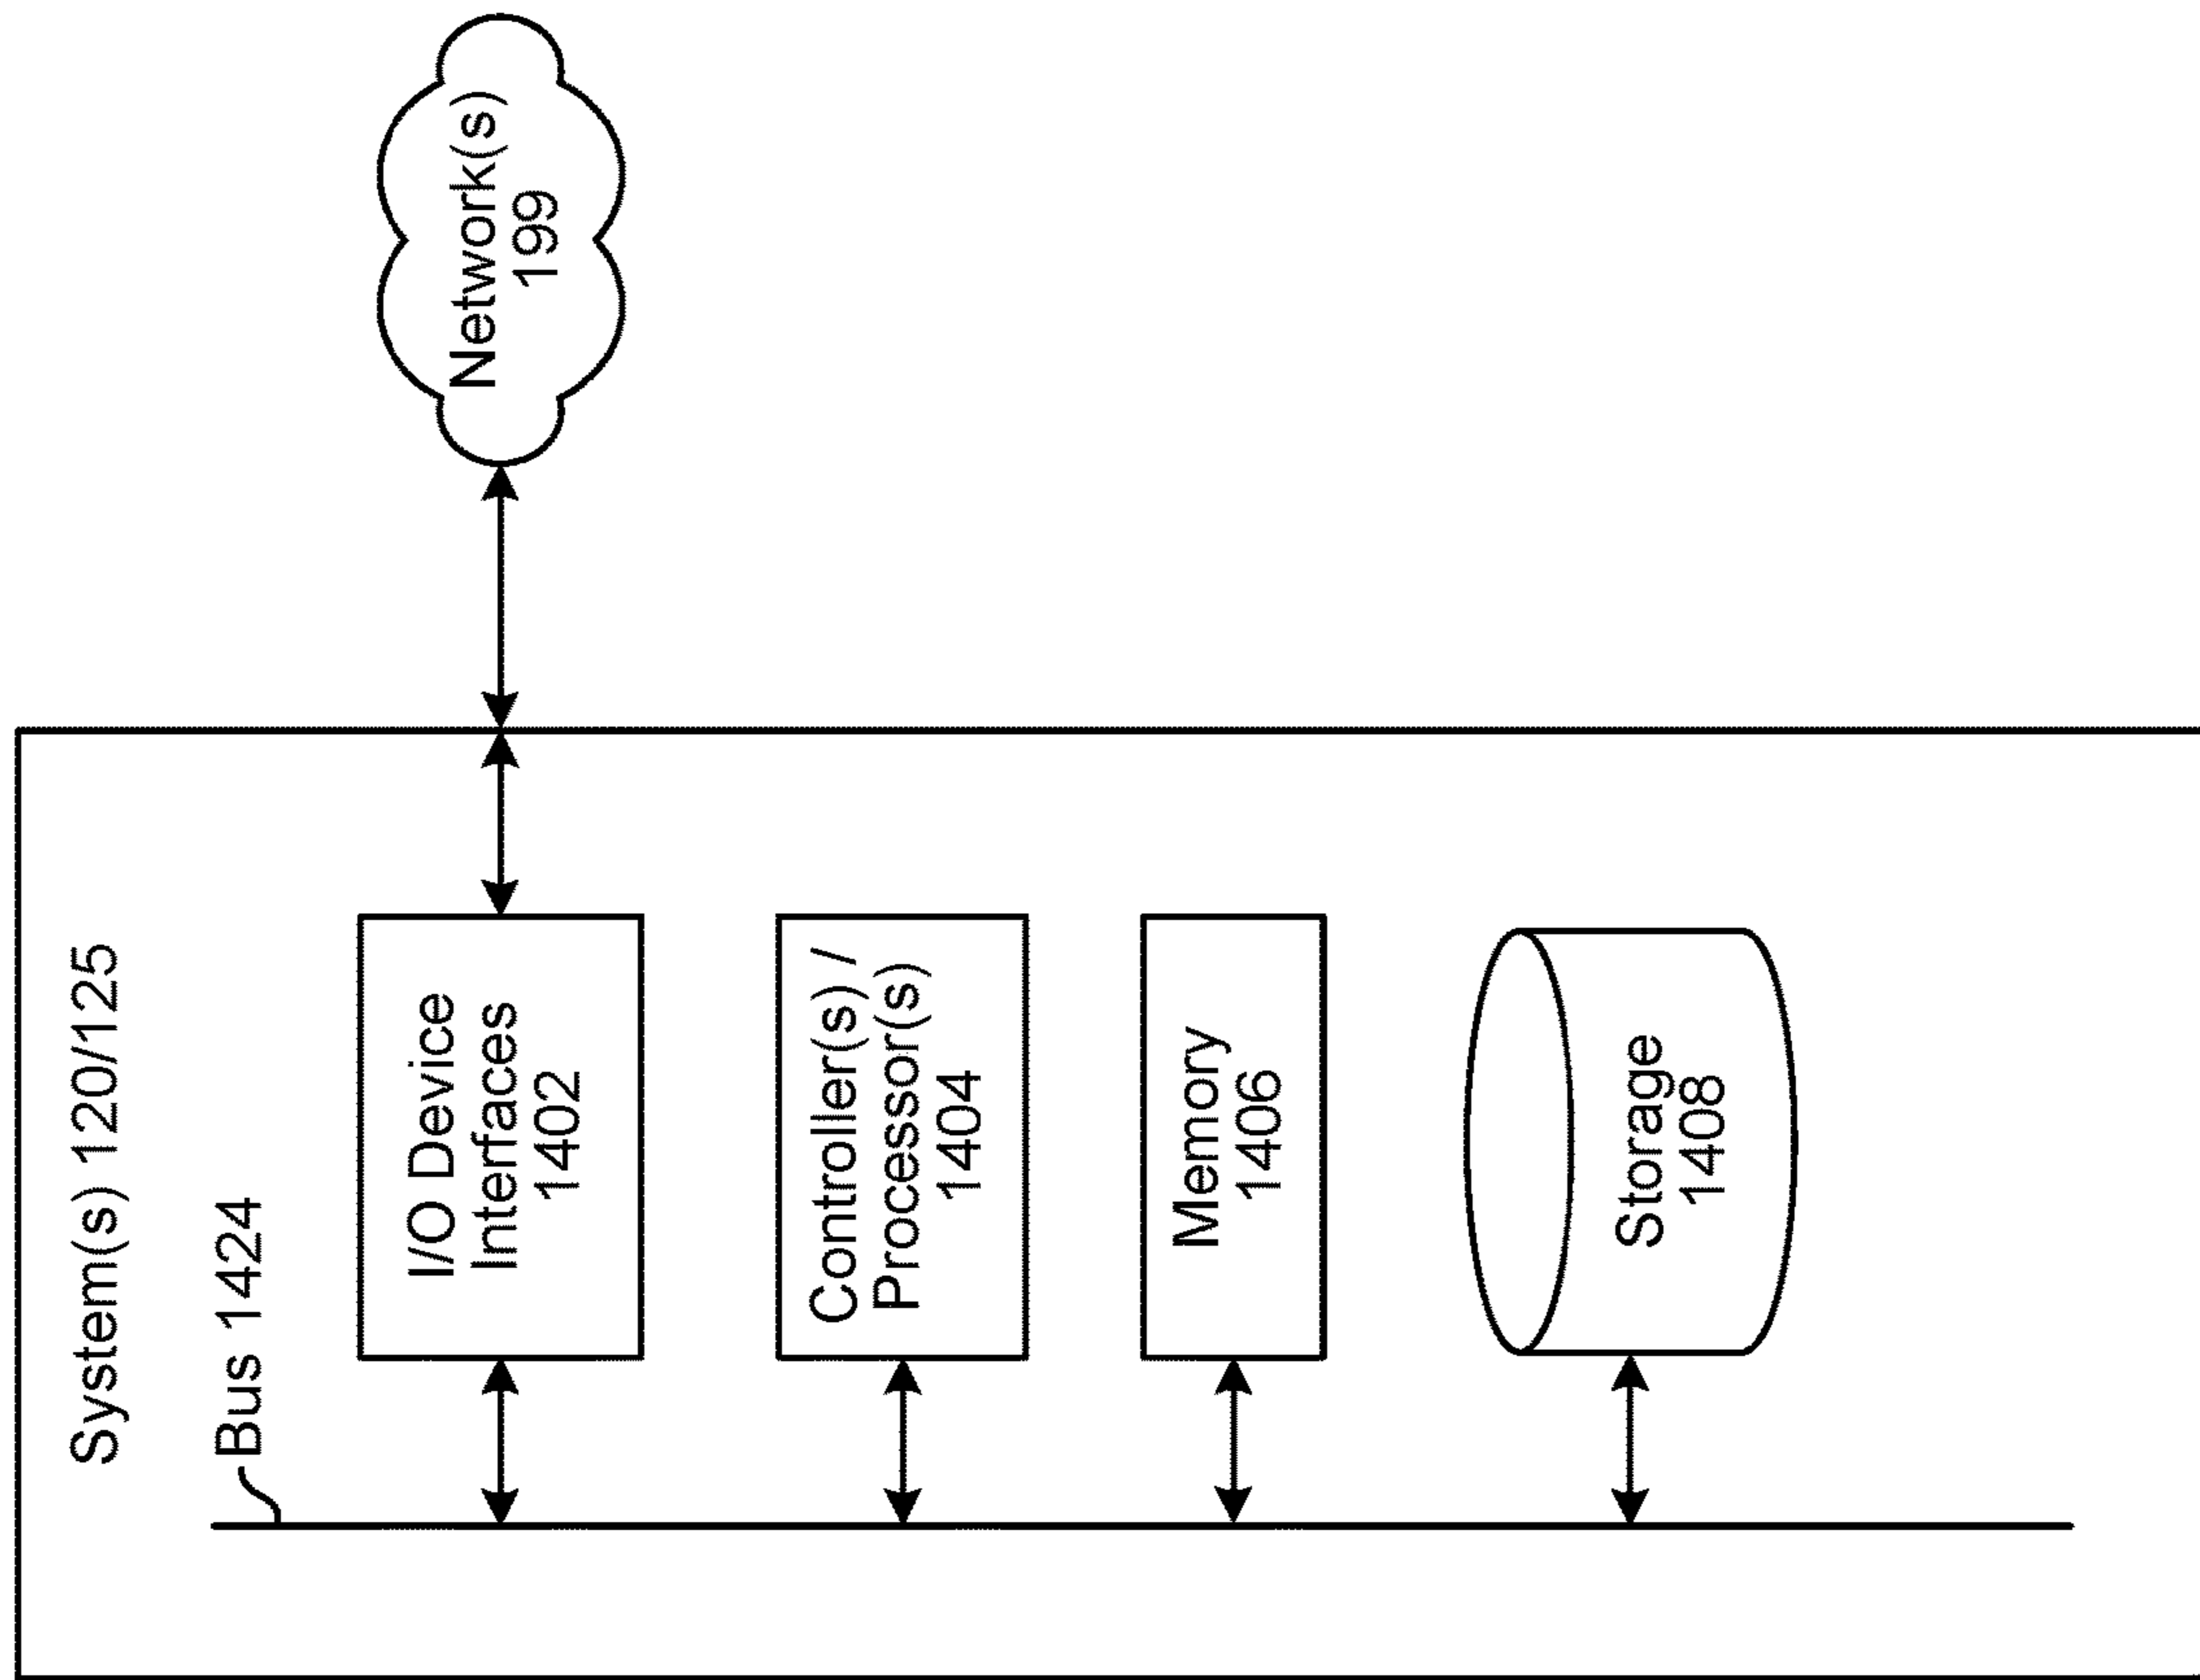 System(s) 120/125
Bus 1424
I/O Device
Interfaces
1402
Controller(s) /
Processor(s)
1404
Memory
1406
Storage
1408
Network(s)
199